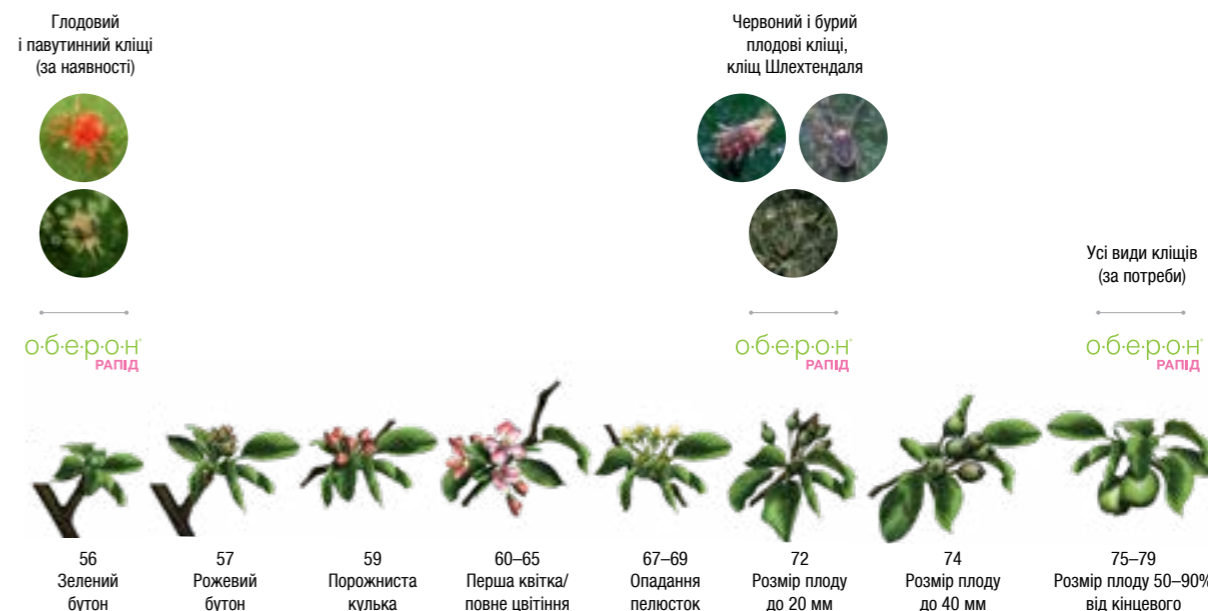 Глодовий
і павутинний кліщі
(за наявності)
Червоний і бурий
плодові кліщі,
кліщ Шлехтендаля
Усі види кліщів
(за потреби)
о·б·е·р·о·н
РАПІД
о·б·е·р·о·н
РАПІД
о·б·е·р·о·н
РАПІД
56
Зелений
бутон
57
Рожевий
бутон
59
Порожниста
кулька
60–65
Перша квітка/
повне цвітіння
67–69
Опадання
пелюсток
72
Розмір плоду
до 20 мм
74
Розмір плоду
до 40 мм
75–79
Розмір плоду 50–90%
від кінцевого